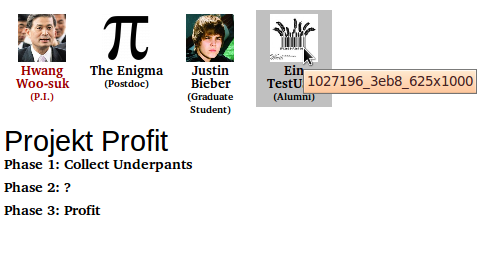 π
Hwang The Enigma Justin Ein
Woo-suk (Postdoc) Bieber TestU
(P.I.) (Graduate (Alumni)
Student)
1027196_3eb8_625x1000
Projekt Profit
Phase 1: Collect Underpants
Phase 2: ?
Phase 3: Profit